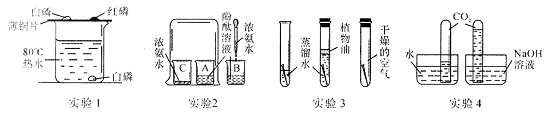 白磷 红磷
薄铜片
80℃
热水
白磷
实验1
浓氨水
酚酞溶液
浓氨水
C A B
实验2
蒸馏水
植物油
干燥的空气
实验3
CO₂
水
NaOH
溶液
实验4